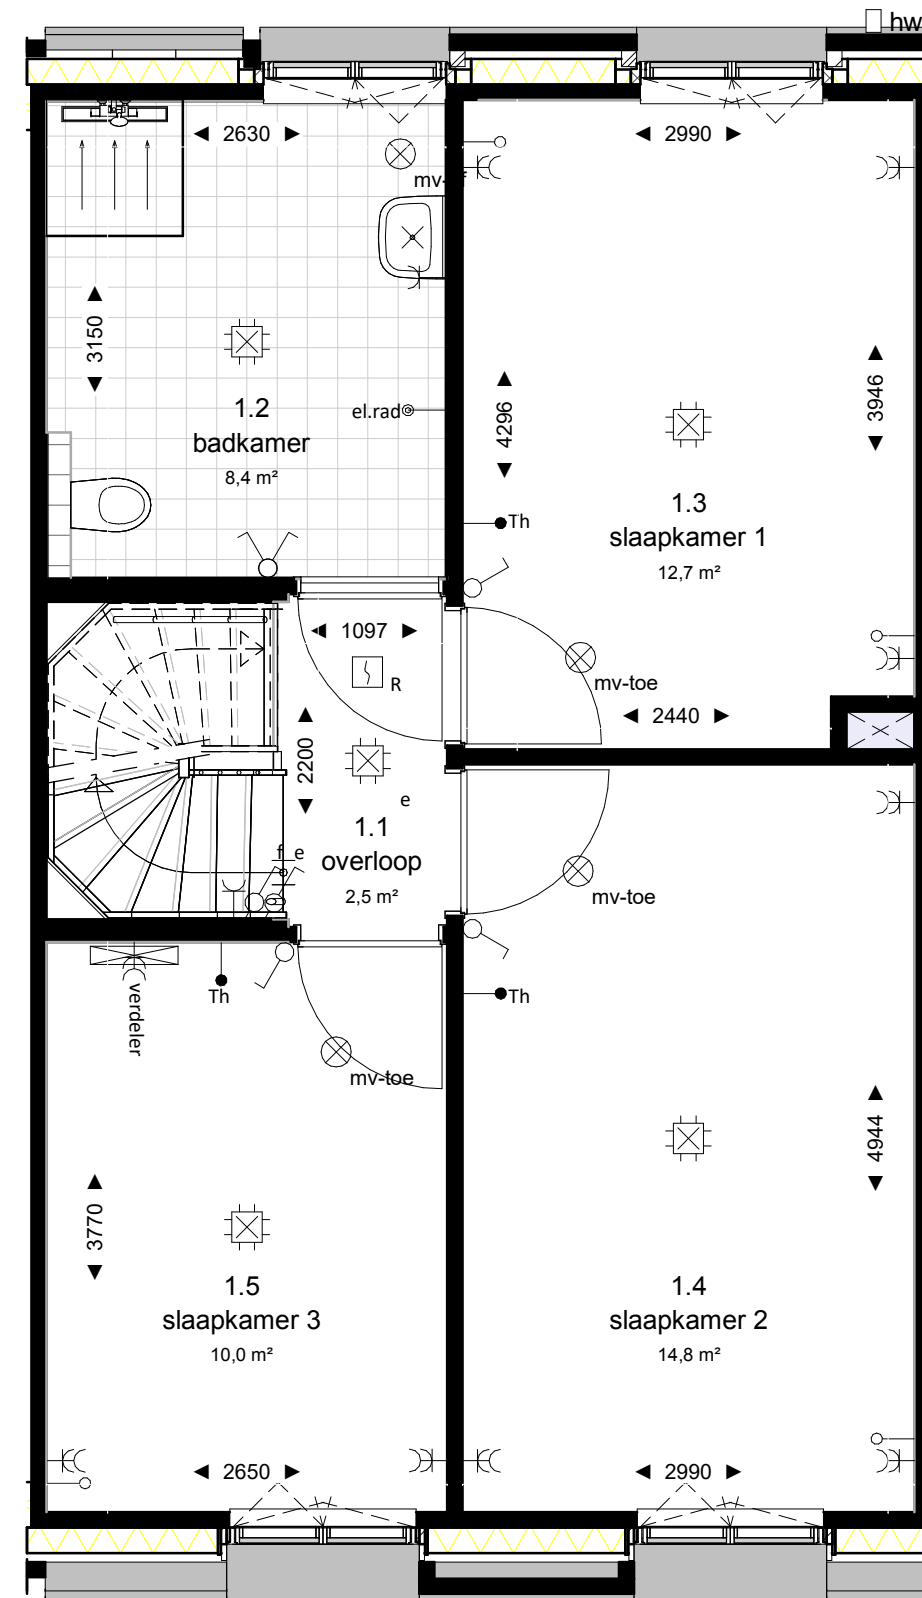 hw
2630
2990
3150
4296
3946
1.2
badkamer
8,4 m²
el.rad
1.3
slaapkamer 1
12,7 m²
Th
1097
R
mv-toe
2440
2200
e
1.1
overloop
2,5 m²
f e
mv-toe
Th
Th
verdeler
mv-toe
4944
3770
1.5
slaapkamer 3
10,0 m²
1.4
slaapkamer 2
14,8 m²
2650
2990